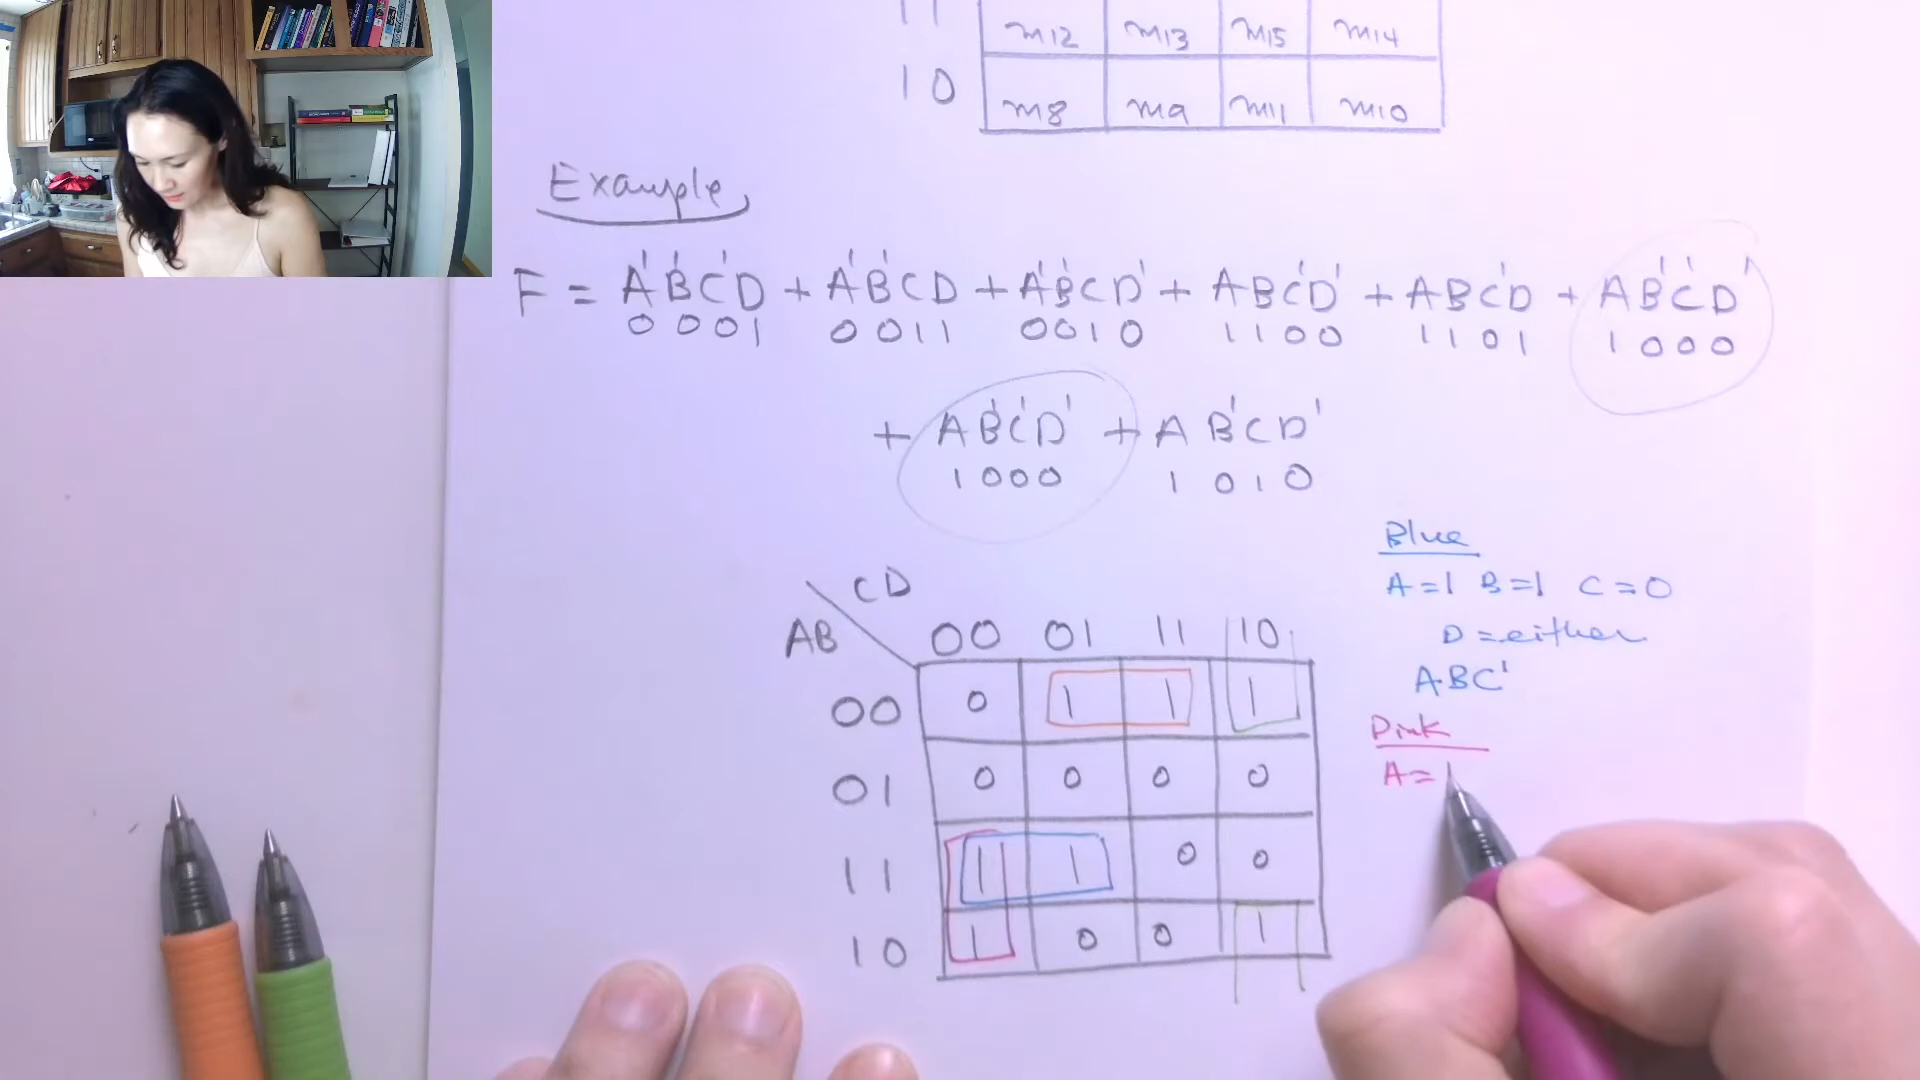 11 m12 m13 m15 m14
10 m8 m9 m11 m10
Example
F = A'B'C'D + A'B'CD + A'B'CD' + ABC'D' + ABC'D + AB'C'D'
0001 0011 0010 1100 1101 1000
+ AB'C'D' + AB'CD'
1000 1010
CD
AB 00 01 11 10
00 0 1 1 1
01 0 0 0 0
11 1 1 0 0
10 1 0 0 1
Blue
A=1 B=1 C=0
D=either
ABC'
Pink
A=1